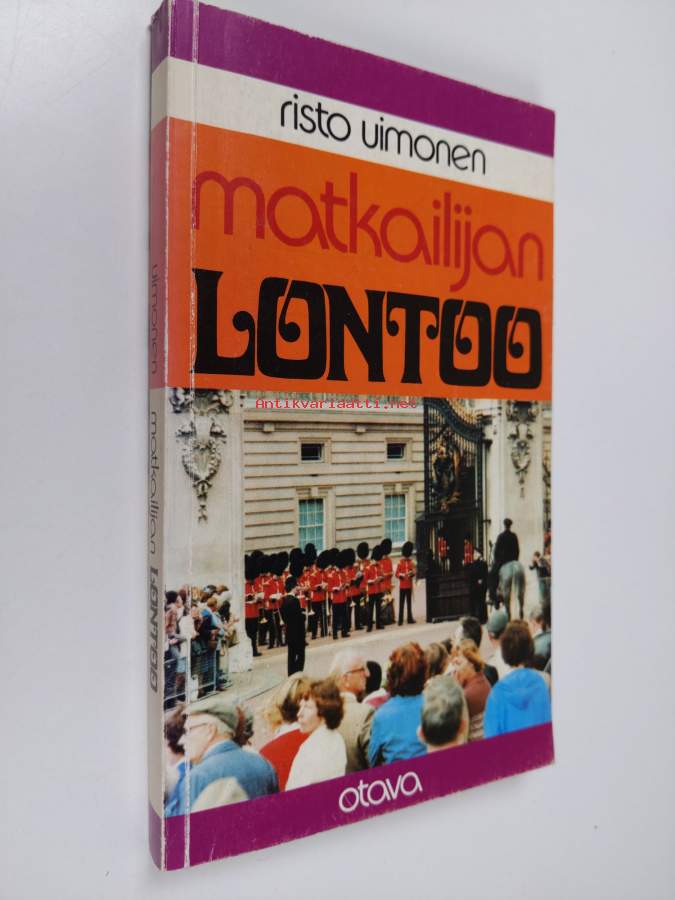 risto uimonen
matkailijan
LONTOO
Antikvariaatti.net
otava
uimonen matkailijan LONTOO